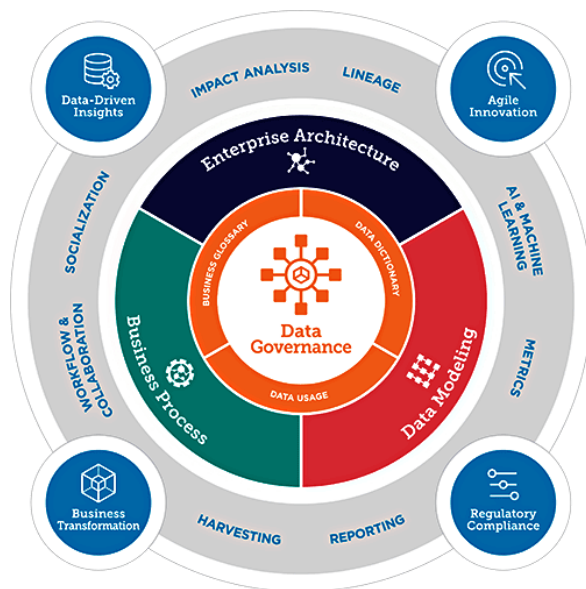 IMPACT ANALYSIS
LINEAGE
Data-Driven
Insights
Agile
Innovation
Enterprise Architecture
SOCIALIZATION
AI & MACHINE
LEARNING
BUSINESS GLOSSARY
DATA DICTIONARY
Data
Governance
WORKFLOW &
COLLABORATION
Business Process
Data Modeling
METRICS
DATA USAGE
Business
Transformation
Regulatory
Compliance
HARVESTING
REPORTING